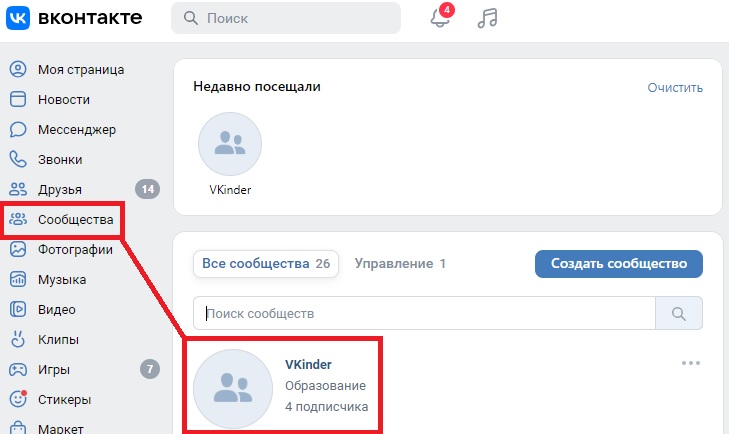 вконтакте
Поиск
4
Моя страница
Новости
Мессенджер
Звонки
Друзья 14
Сообщества
Фотографии
Музыка
Видео
Клипы
Игры 7
Стикеры
Маркет
Недавно посещали Очистить
VKinder
Все сообщества 26 Управление 1 Создать сообщество
Поиск сообществ
VKinder
Образование
4 подписчика